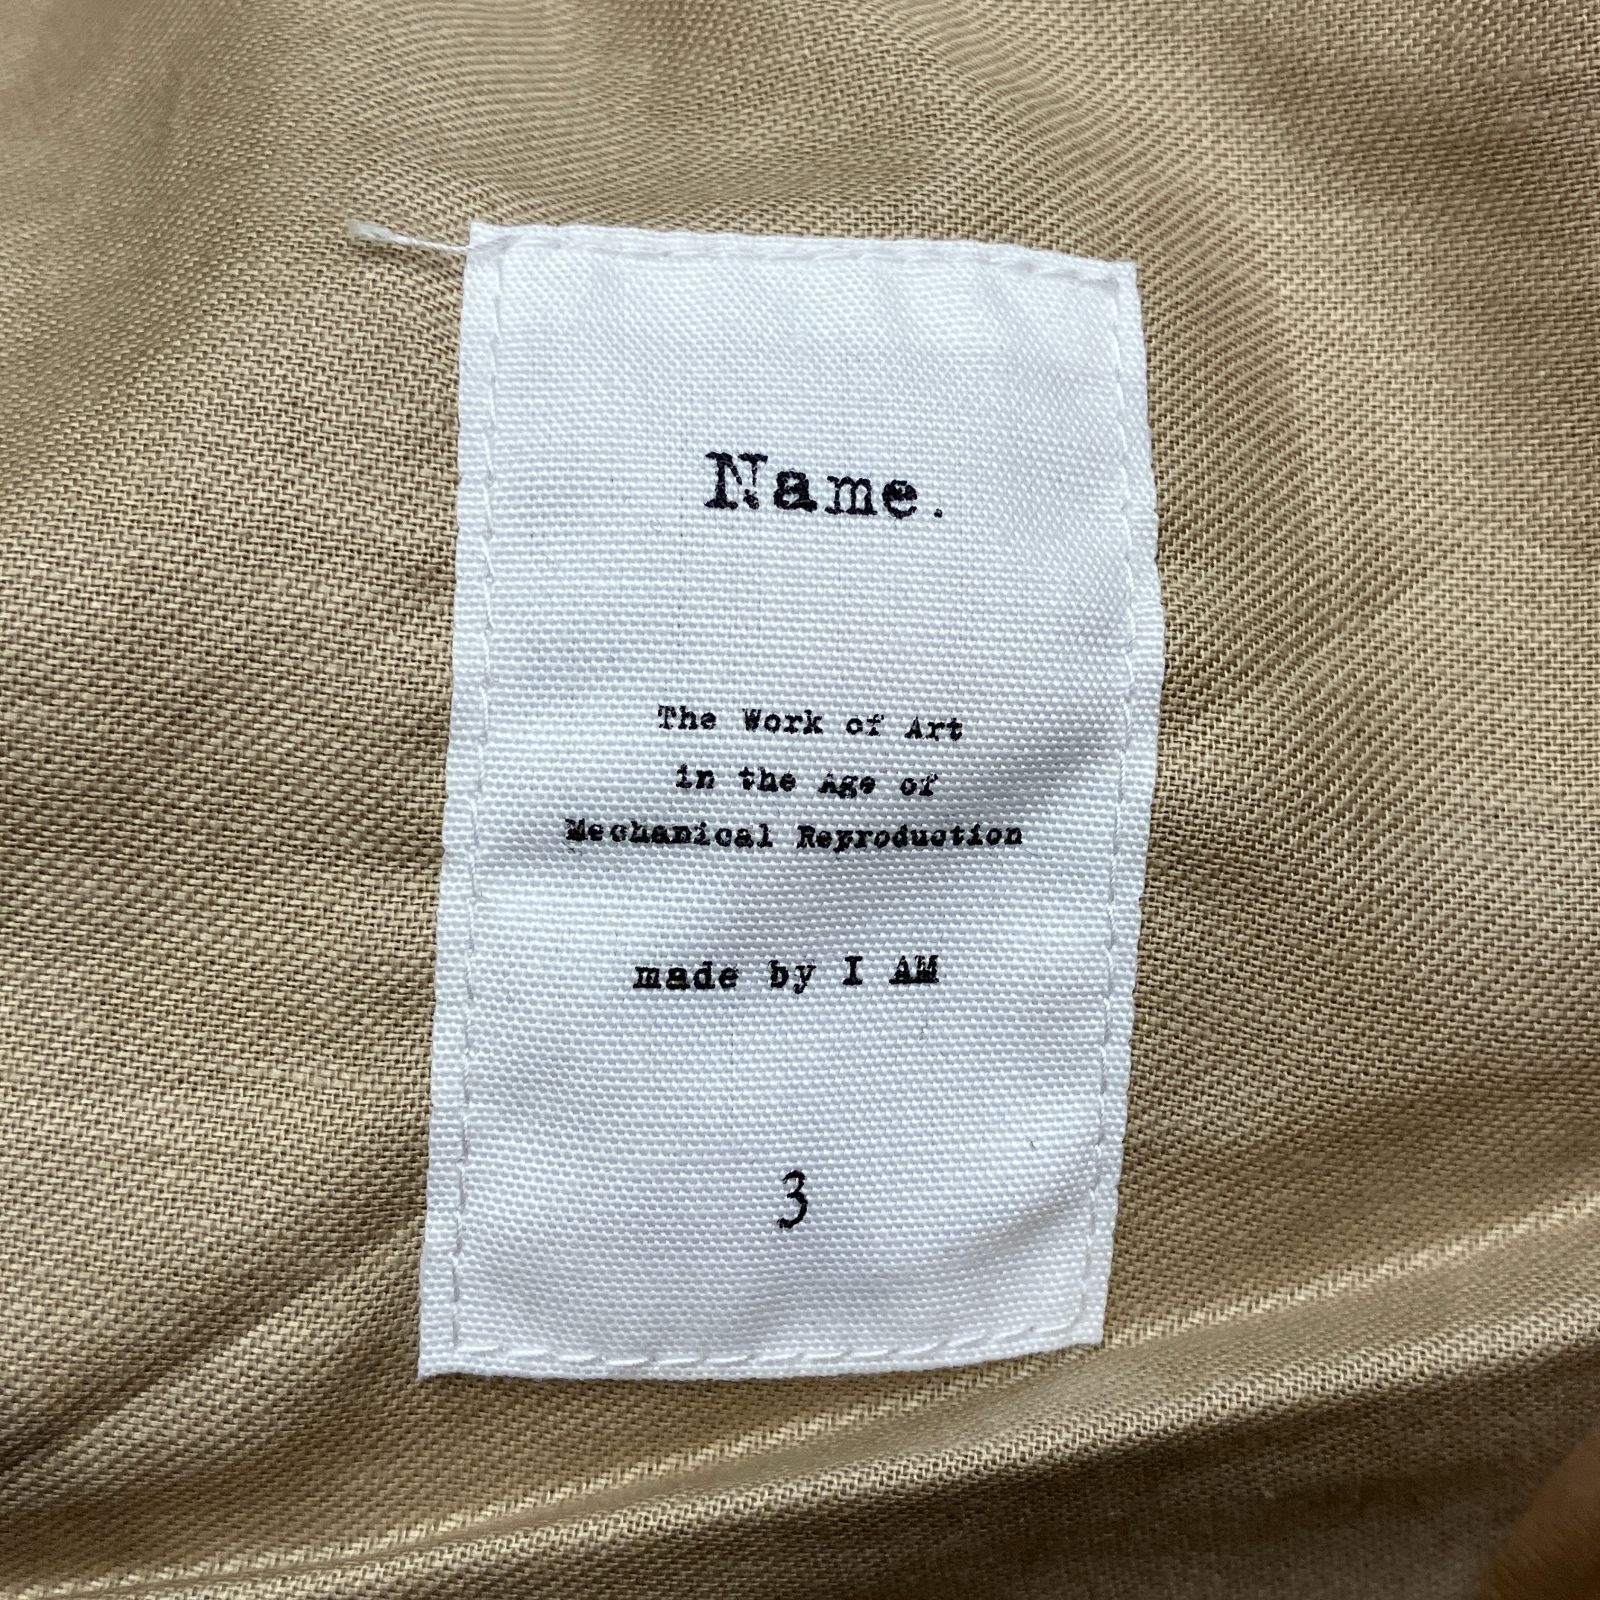 Name.
The Work of Art
in the Age of
Mechanical Reproduction
made by I AM
3